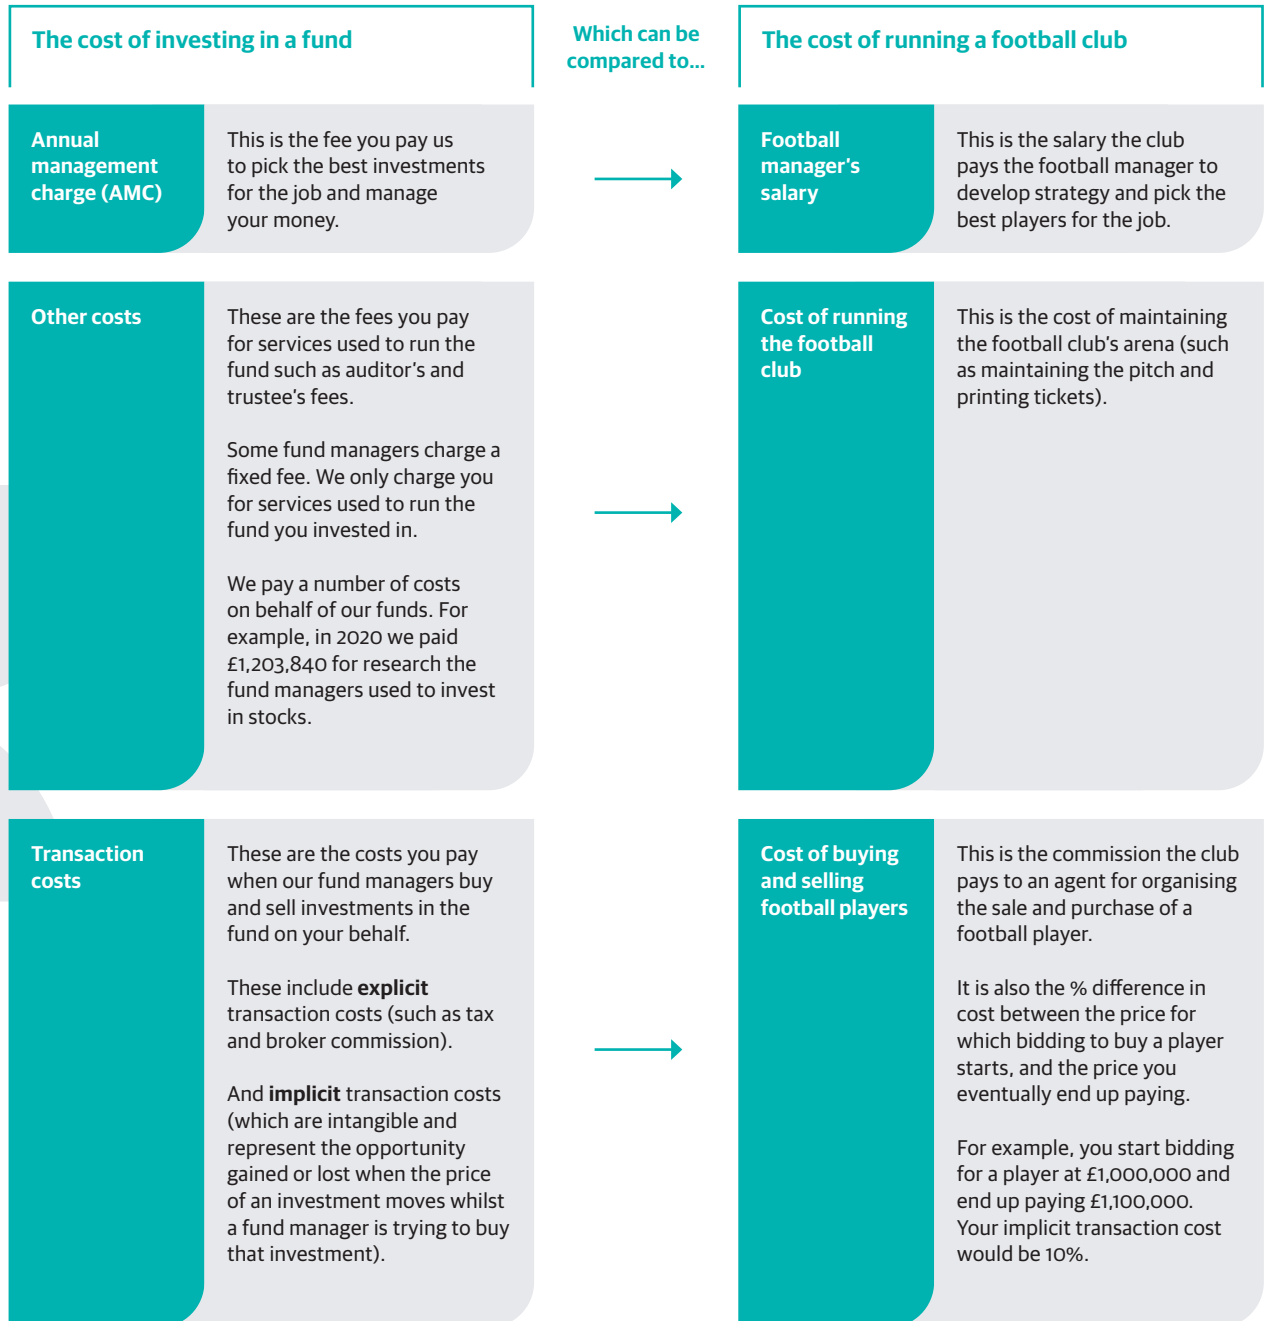 The cost of investing in a fund
Which can be
compared to...
The cost of running a football club
Annual
management
charge (AMC)
This is the fee you pay us
to pick the best investments
for the job and manage
your money.
Football
manager's
salary
This is the salary the club
pays the football manager to
develop strategy and pick the
best players for the job.
Other costs
These are the fees you pay
for services used to run the
fund such as auditor's and
trustee's fees.
Some fund managers charge a
fixed fee. We only charge you
for services used to run the
fund you invested in.
We pay a number of costs
on behalf of our funds. For
example, in 2020 we paid
£1,203,840 for research the
fund managers used to invest
in stocks.
Cost of running
the football
club
This is the cost of maintaining
the football club's arena (such
as maintaining the pitch and
printing tickets).
Transaction
costs
These are the costs you pay
when our fund managers buy
and sell investments in the
fund on your behalf.
These include explicit
transaction costs (such as tax
and broker commission).
And implicit transaction costs
(which are intangible and
represent the opportunity
gained or lost when the price
of an investment moves whilst
a fund manager is trying to buy
that investment).
Cost of buying
and selling
football players
This is the commission the club
pays to an agent for organising
the sale and purchase of a
football player.
It is also the % difference in
cost between the price for
which bidding to buy a player
starts, and the price you
eventually end up paying.
For example, you start bidding
for a player at £1,000,000 and
end up paying £1,100,000.
Your implicit transaction cost
would be 10%.